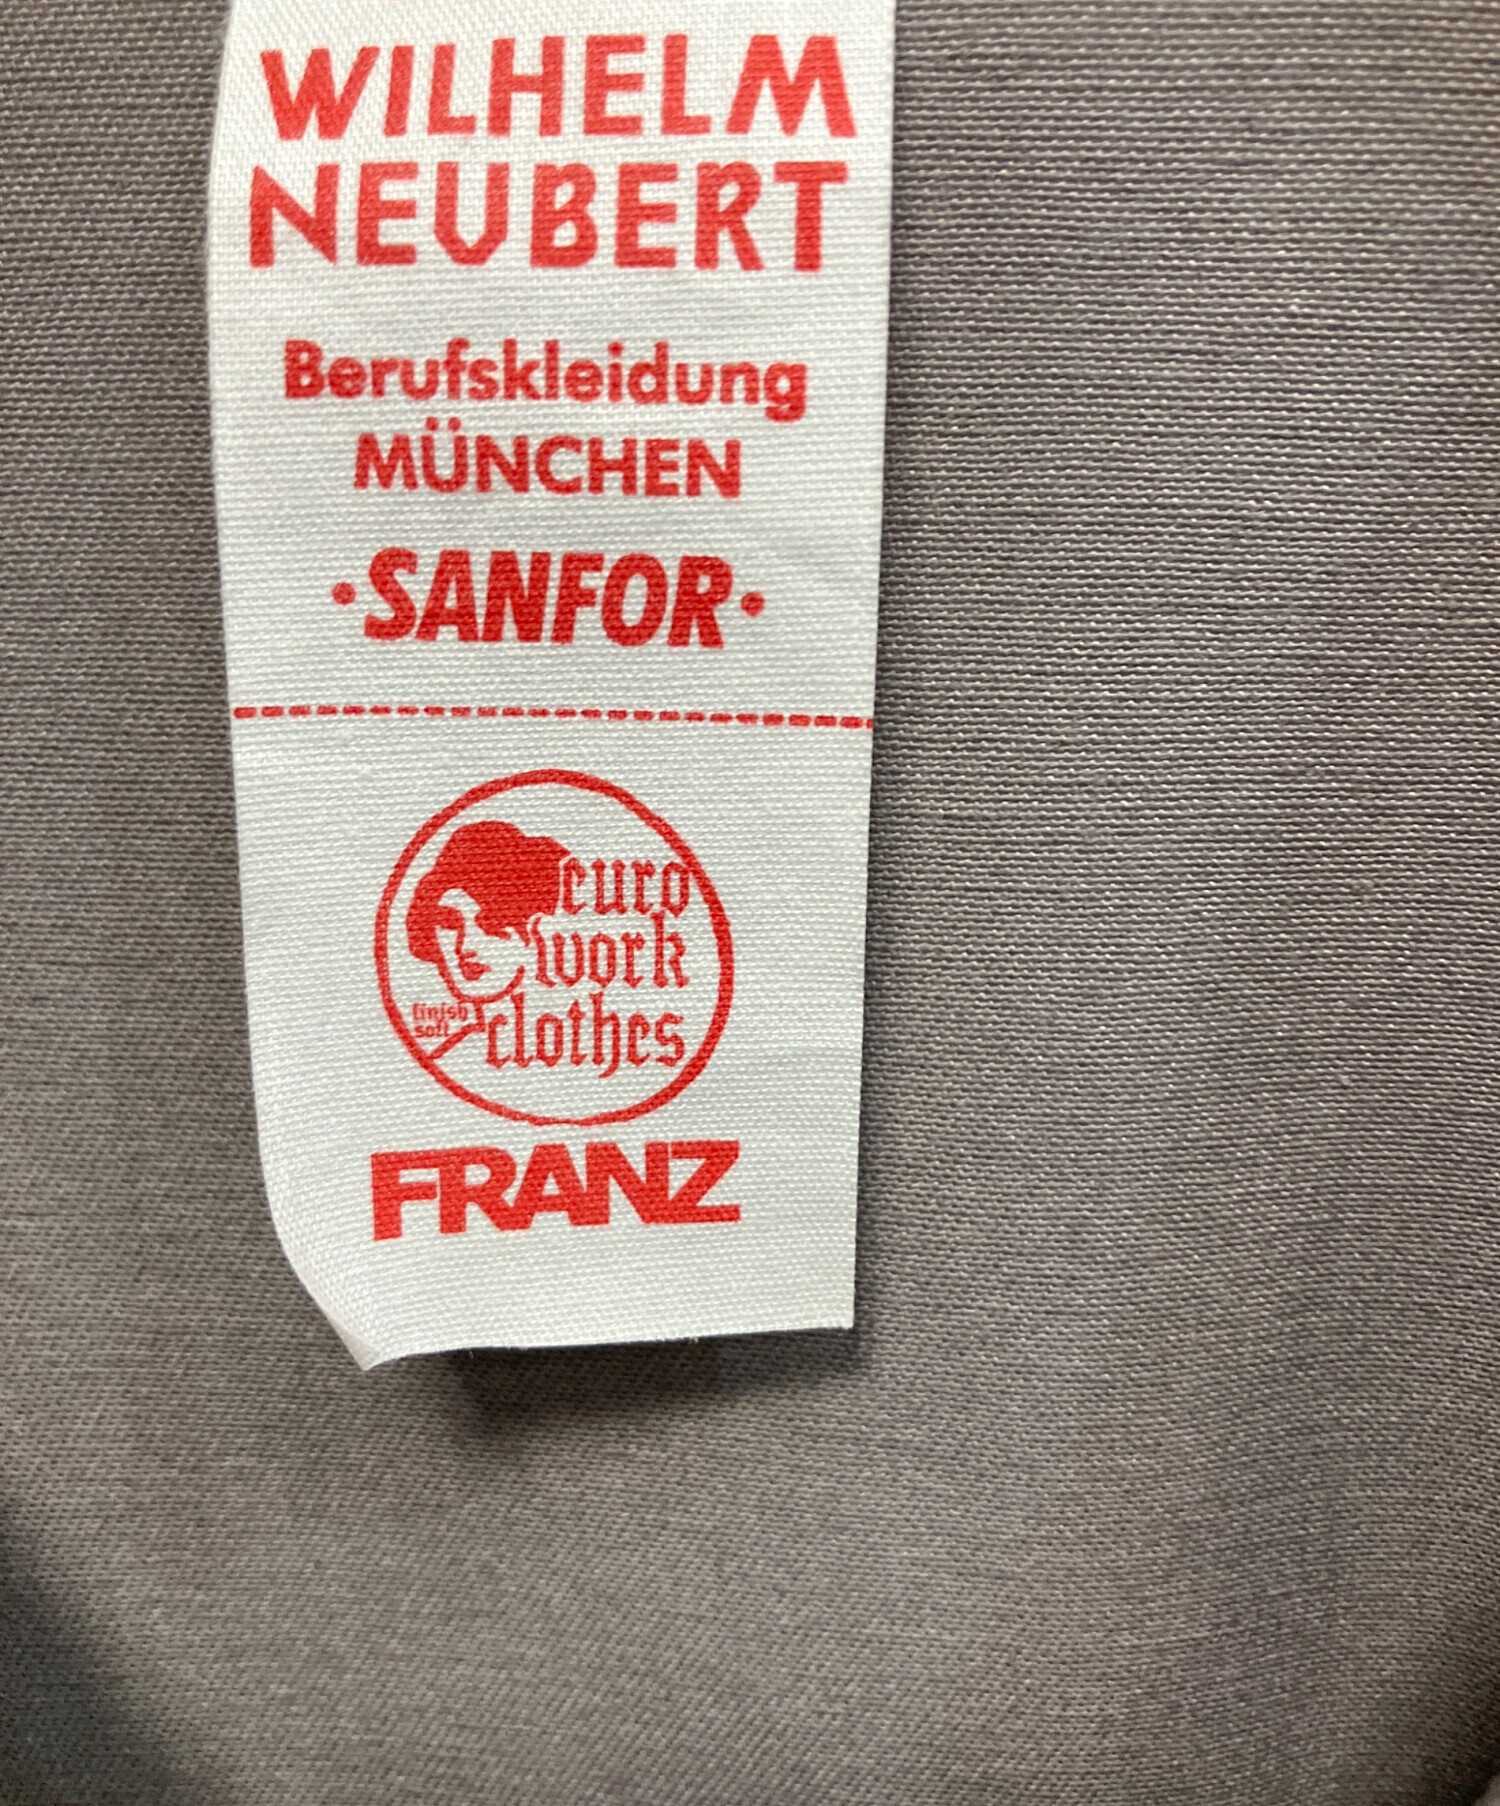 WILHELM
NEUBERT
Berufskleidung
MÜNCHEN
·SANFOR·
euro
work
finish
soft
clothes
FRANZ